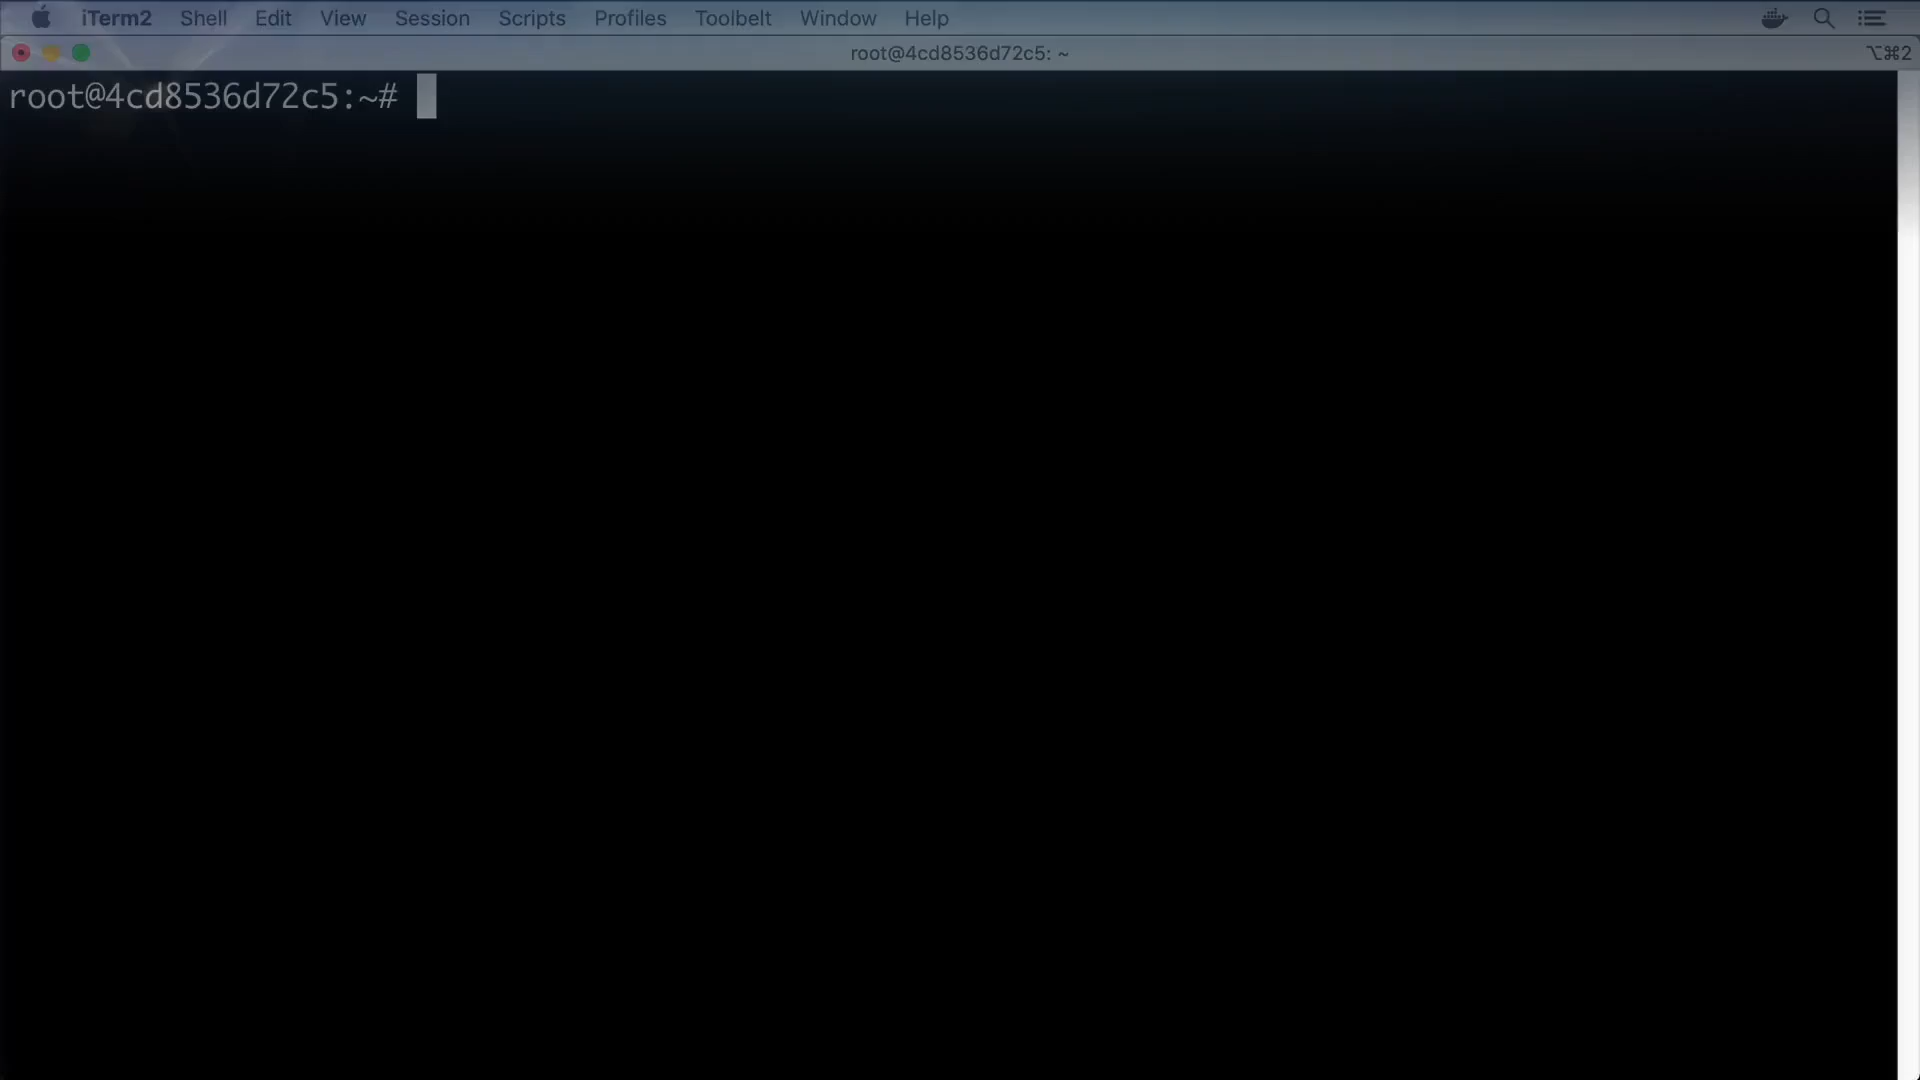 iTerm2 Shell Edit View Session Scripts Profiles Toolbelt Window Help
root@4cd8536d72c5: ~ ⌥⌘2
root@4cd8536d72c5:~#